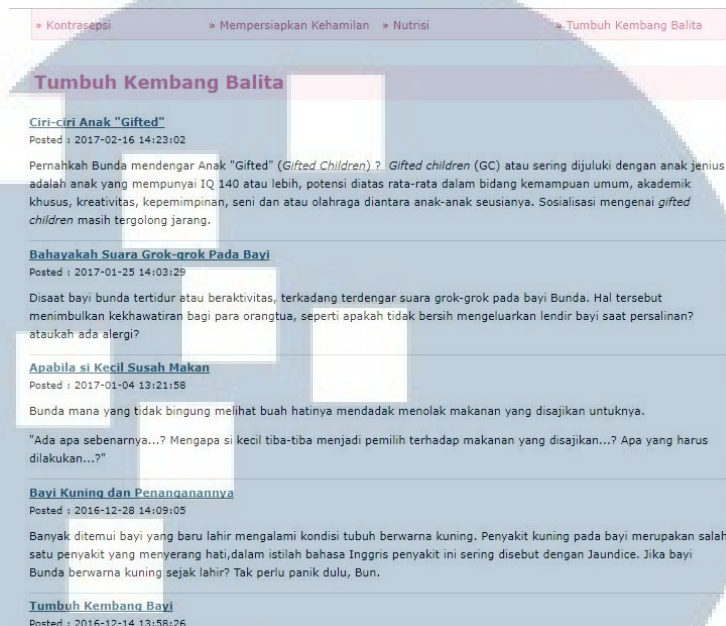 » Kontrasepsi » Mempersiapkan Kehamilan » Nutrisi » Tumbuh Kembang Balita
Tumbuh Kembang Balita
Ciri-ciri Anak "Gifted"
Posted : 2017-02-16 14:23:02
Pernahkah Bunda mendengar Anak "Gifted" (Gifted Children) ? Gifted children (GC) atau sering dijuluki dengan anak jenius
adalah anak yang mempunyai IQ 140 atau lebih, potensi diatas rata-rata dalam bidang kemampuan umum, akademik
khusus, kreativitas, kepemimpinan, seni dan atau olahraga diantara anak-anak seusianya. Sosialisasi mengenai gifted
children masih tergolong jarang.
Bahayakah Suara Grok-grok Pada Bayi
Posted : 2017-01-25 14:03:29
Disaat bayi bunda tertidur atau beraktivitas, terkadang terdengar suara grok-grok pada bayi Bunda. Hal tersebut
menimbulkan kekhawatiran bagi para orangtua, seperti apakah tidak bersih mengeluarkan lendir bayi saat persalinan?
ataukah ada alergi?
Apabila si Kecil Susah Makan
Posted : 2017-01-04 13:21:58
Bunda mana yang tidak bingung melihat buah hatinya mendadak menolak makanan yang disajikan untuknya.
"Ada apa sebenarnya...? Mengapa si kecil tiba-tiba menjadi pemilih terhadap makanan yang disajikan...? Apa yang harus
dilakukan...?"
Bayi Kuning dan Penanganannya
Posted : 2016-12-28 14:09:05
Banyak ditemui bayi yang baru lahir mengalami kondisi tubuh berwarna kuning. Penyakit kuning pada bayi merupakan salah
satu penyakit yang menyerang hati,dalam istilah bahasa Inggris penyakit ini sering disebut dengan Jaundice. Jika bayi
Bunda berwarna kuning sejak lahir? Tak perlu panik dulu, Bun.
Tumbuh Kembang Bayi
Posted : 2016-12-14 13:58:26